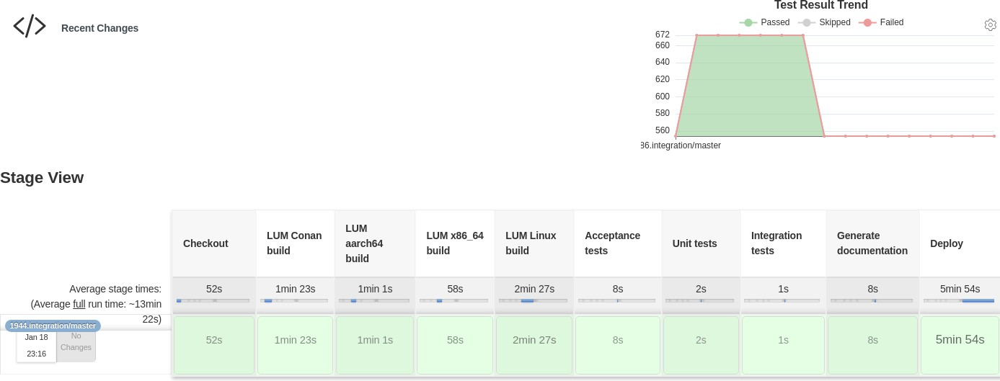 Test Result Trend
Passed Skipped Failed
Recent Changes
672
660
640
620
600
580
560
86.integration/master
Stage View
Checkout
LUM Conan
build
LUM
aarch64
build
LUM x86_64
build
LUM Linux
build
Acceptance
tests
Unit tests
Integration
tests
Generate
documentation
Deploy
Average stage times:
(Average full run time: ~13min
22s)
52s
1min 23s
1min 1s
58s
2min 27s
8s
2s
1s
8s
5min 54s
1944.integration/master
Jan 18
23:16
No
Changes
52s
1min 23s
1min 1s
58s
2min 27s
8s
2s
1s
8s
5min 54s